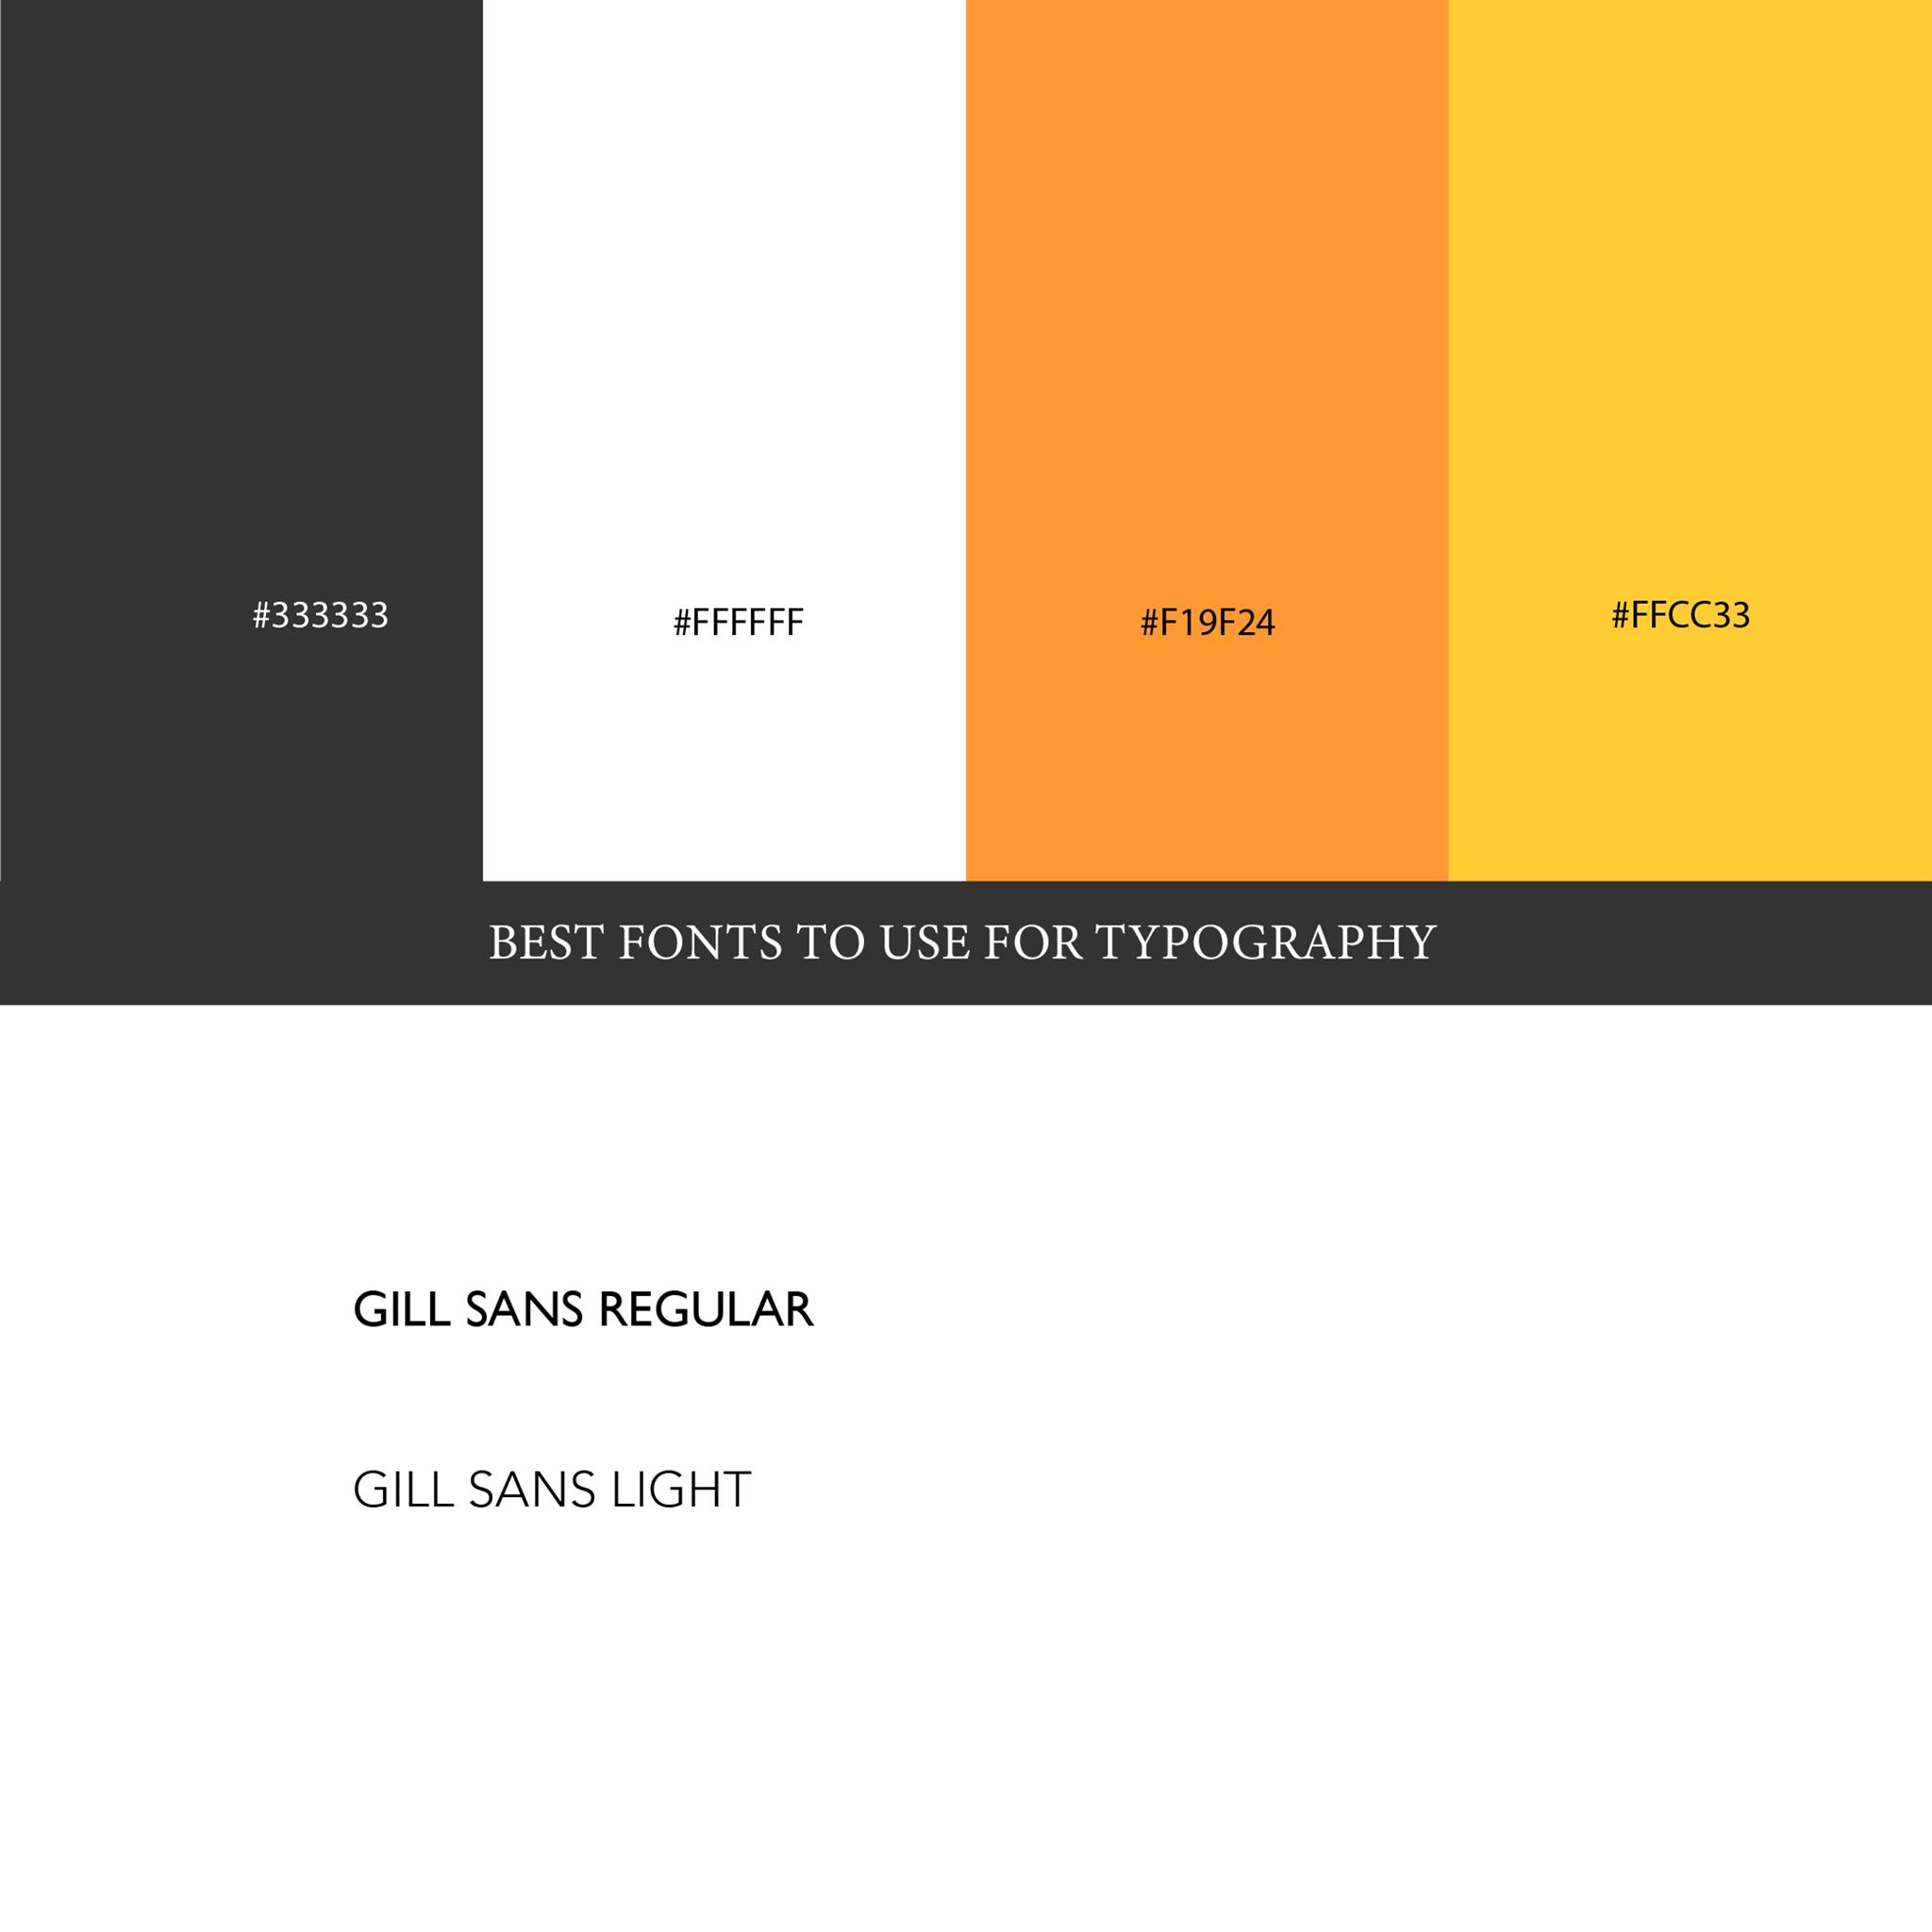 #333333
#FFFFFF
#F19F24
#FFCC33
BEST FONTS TO USE FOR TYPOGRAPHY
GILL SANS REGULAR
GILL SANS LIGHT